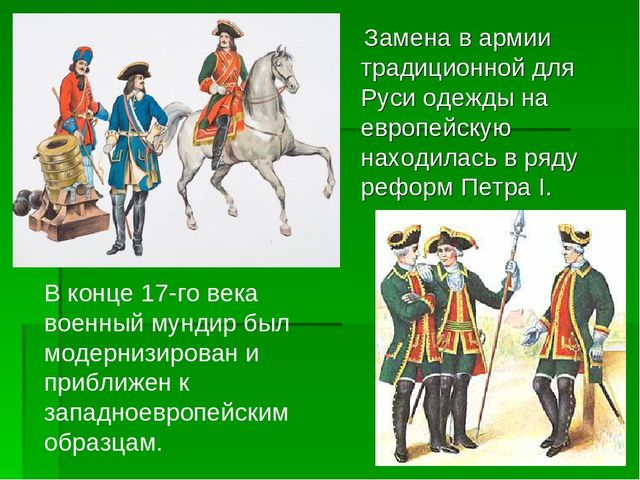 Замена в армии
традиционной для
Руси одежды на
европейскую
находилась в ряду
реформ Петра I.
В конце 17-го века
военный мундир был
модернизирован и
приближен к
западноевропейским
образцам.